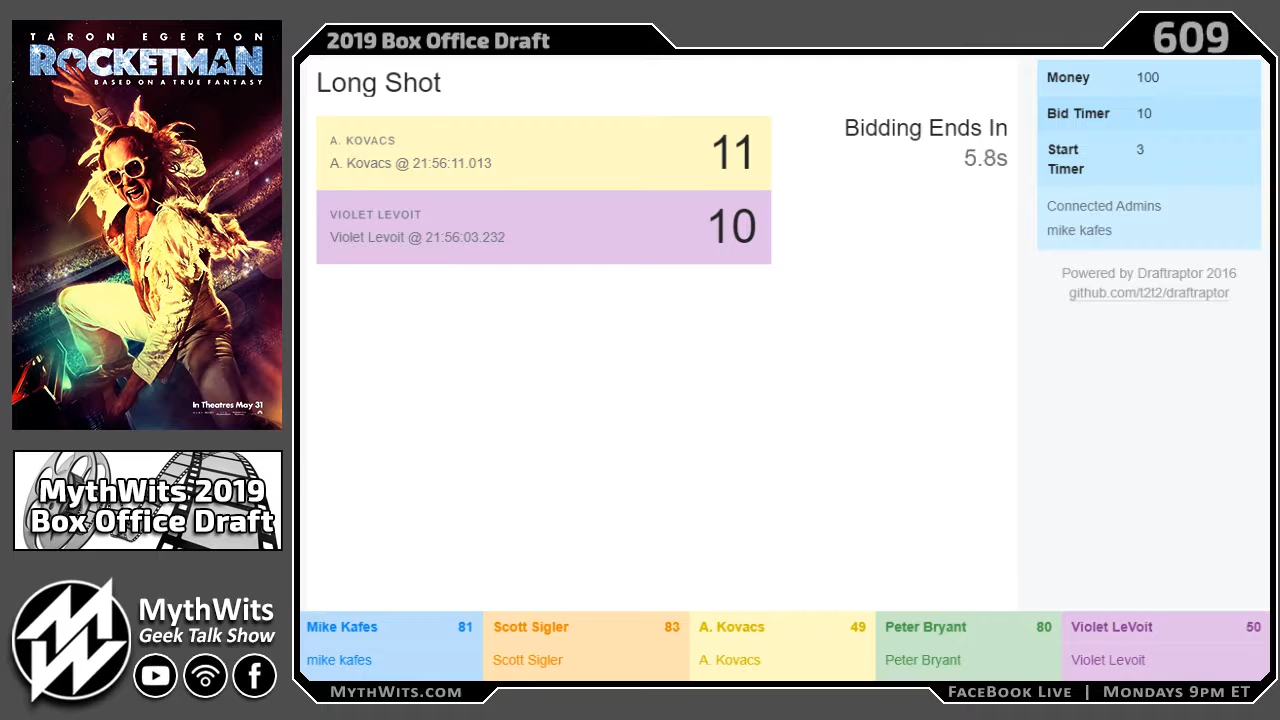 TARON EGERTON
ROCKETMAN
BASED ON A TRUE FANTASY
In Theatres May 31
MythWits 2019
Box Office Draft
MythWits
Geek Talk Show
2019 Box Office Draft
609
Long Shot
A. KOVACS
A. Kovacs @ 21:56:11.013
11
VIOLET LEVOIT
Violet Levoit @ 21:56:03.232
10
Bidding Ends In
5.8s
Money 100
Bid Timer 10
Start Timer 3
Connected Admins
mike kafes
Powered by Draftraptor 2016
github.com/t2t2/draftraptor
Mike Kafes 81
mike kafes
Scott Sigler 83
Scott Sigler
A. Kovacs 49
A. Kovacs
Peter Bryant 80
Peter Bryant
Violet LeVoit 50
Violet Levoit
MythWits.com
FaceBook Live | Mondays 9pm ET